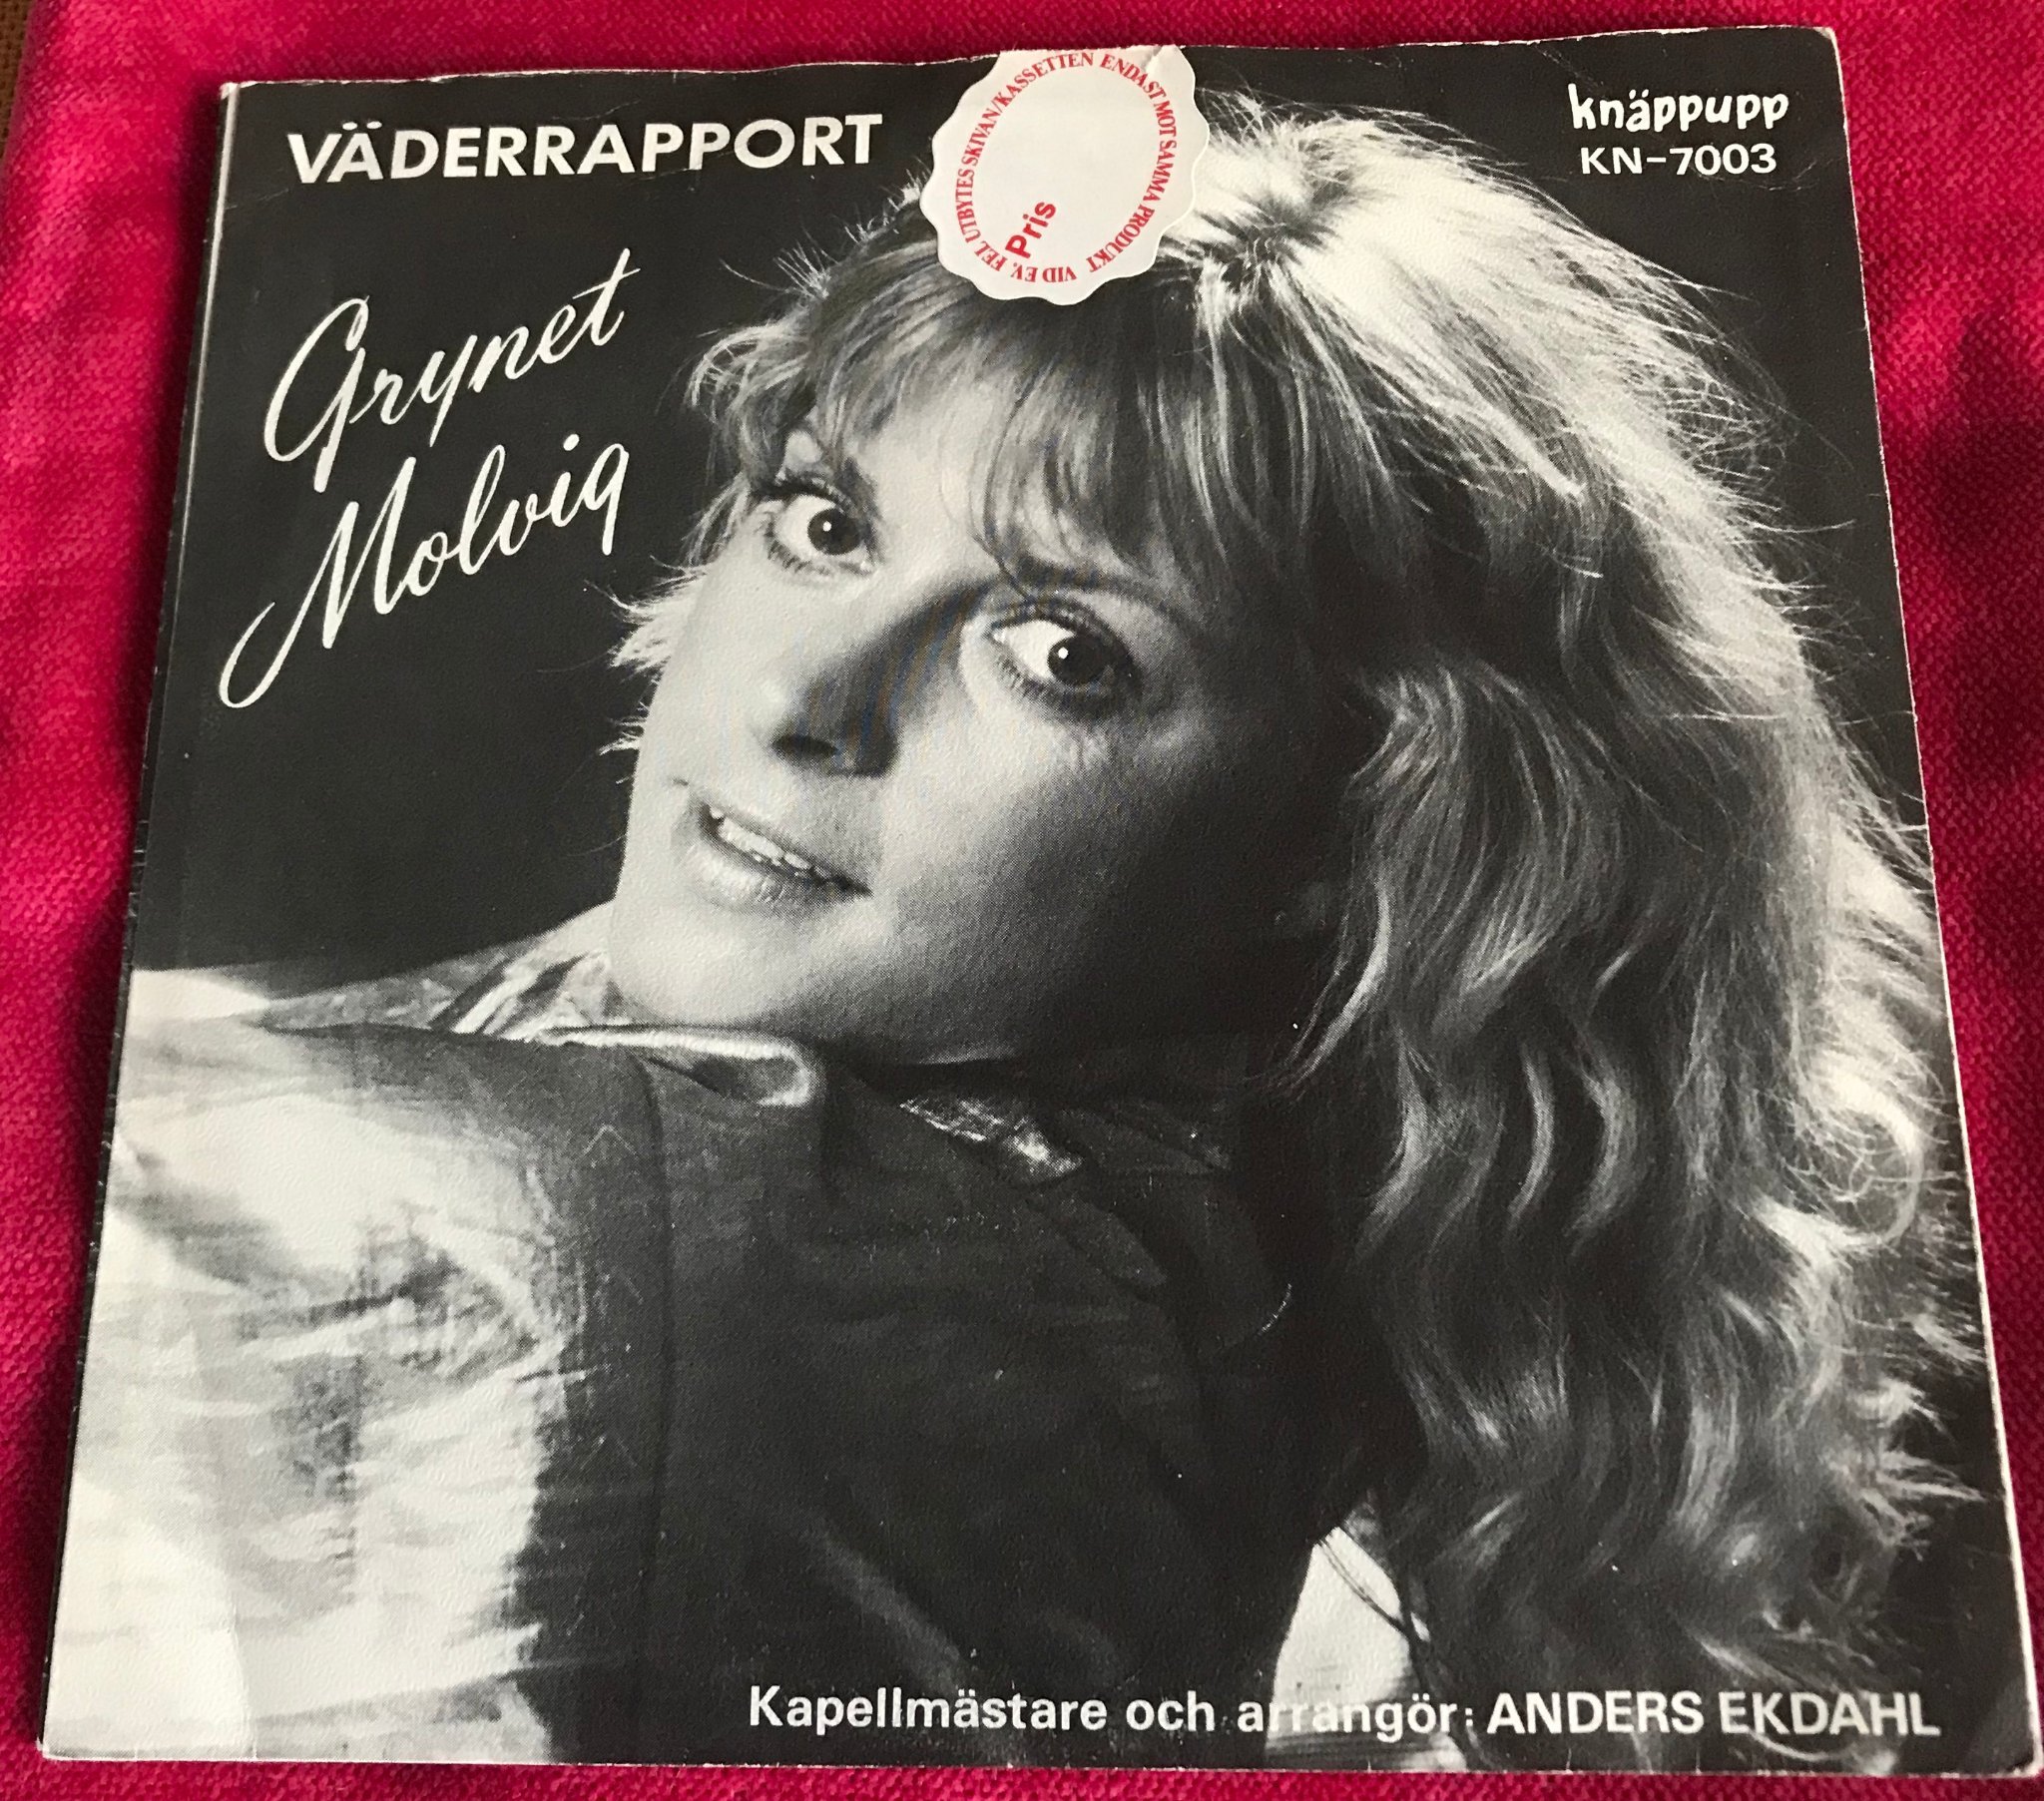 VÄDERRAPPORT
Grynet
Molvig
VID EV. FEL UTBYTES SKIVAN/KASSETTEN ENDAST MOT SAMMA PRODUKT
Pris
knäppupp
KN-7003
Kapellmästare och arrangör: ANDERS EKDAHL